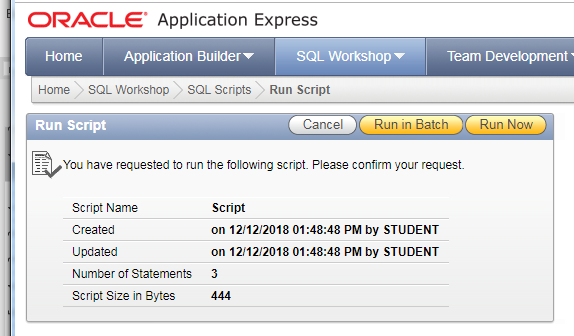 ORACLE® Application Express
Home Application Builder SQL Workshop Team Development
Home SQL Workshop SQL Scripts Run Script
Run Script Cancel Run in Batch Run Now
You have requested to run the following script. Please confirm your request.
Script Name Script
Created on 12/12/2018 01:48:48 PM by STUDENT
Updated on 12/12/2018 01:48:48 PM by STUDENT
Number of Statements 3
Script Size in Bytes 444